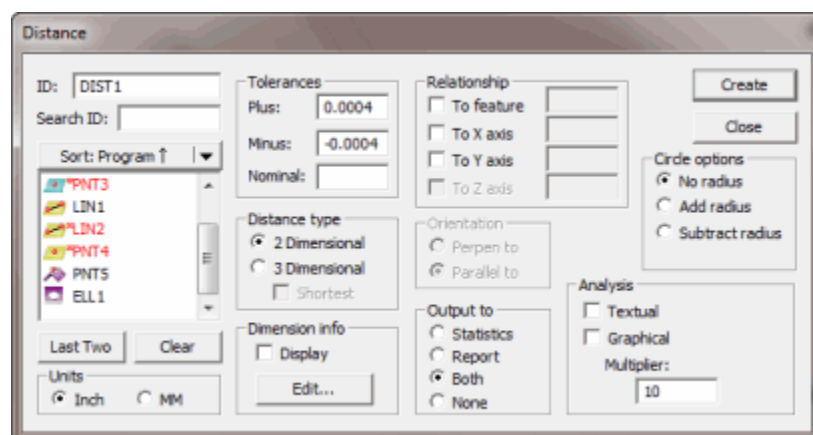 Distance
ID: DIST1
Search ID:
Sort: Program ↑
*PNT3
LIN1
*LIN2
*PNT4
PNT5
ELL1
Last Two Clear
Units
Inch MM
Tolerances
Plus: 0.0004
Minus: -0.0004
Nominal:
Distance type
2 Dimensional
3 Dimensional
Shortest
Dimension info
Display
Edit...
Relationship
To feature
To X axis
To Y axis
To Z axis
Orientation
Perpen to
Parallel to
Output to
Statistics
Report
Both
None
Create
Close
Circle options
No radius
Add radius
Subtract radius
Analysis
Textual
Graphical
Multiplier:
10